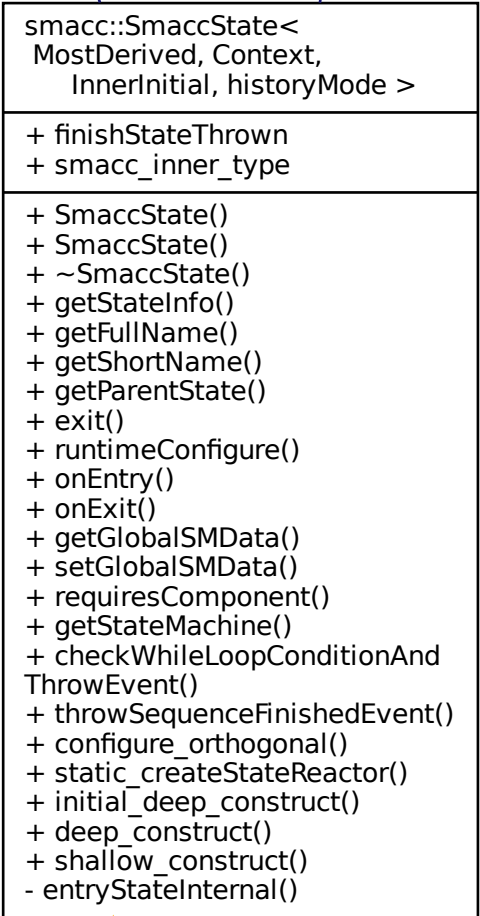 smacc::SmaccState<
MostDerived, Context,
InnerInitial, historyMode >
+ finishStateThrown
+ smacc_inner_type
+ SmaccState()
+ SmaccState()
+ ~SmaccState()
+ getStateInfo()
+ getFullName()
+ getShortName()
+ getParentState()
+ exit()
+ runtimeConfigure()
+ onEntry()
+ onExit()
+ getGlobalSMData()
+ setGlobalSMData()
+ requiresComponent()
+ getStateMachine()
+ checkWhileLoopConditionAnd
ThrowEvent()
+ throwSequenceFinishedEvent()
+ configure_orthogonal()
+ static_createStateReactor()
+ initial_deep_construct()
+ deep_construct()
+ shallow_construct()
- entryStateInternal()